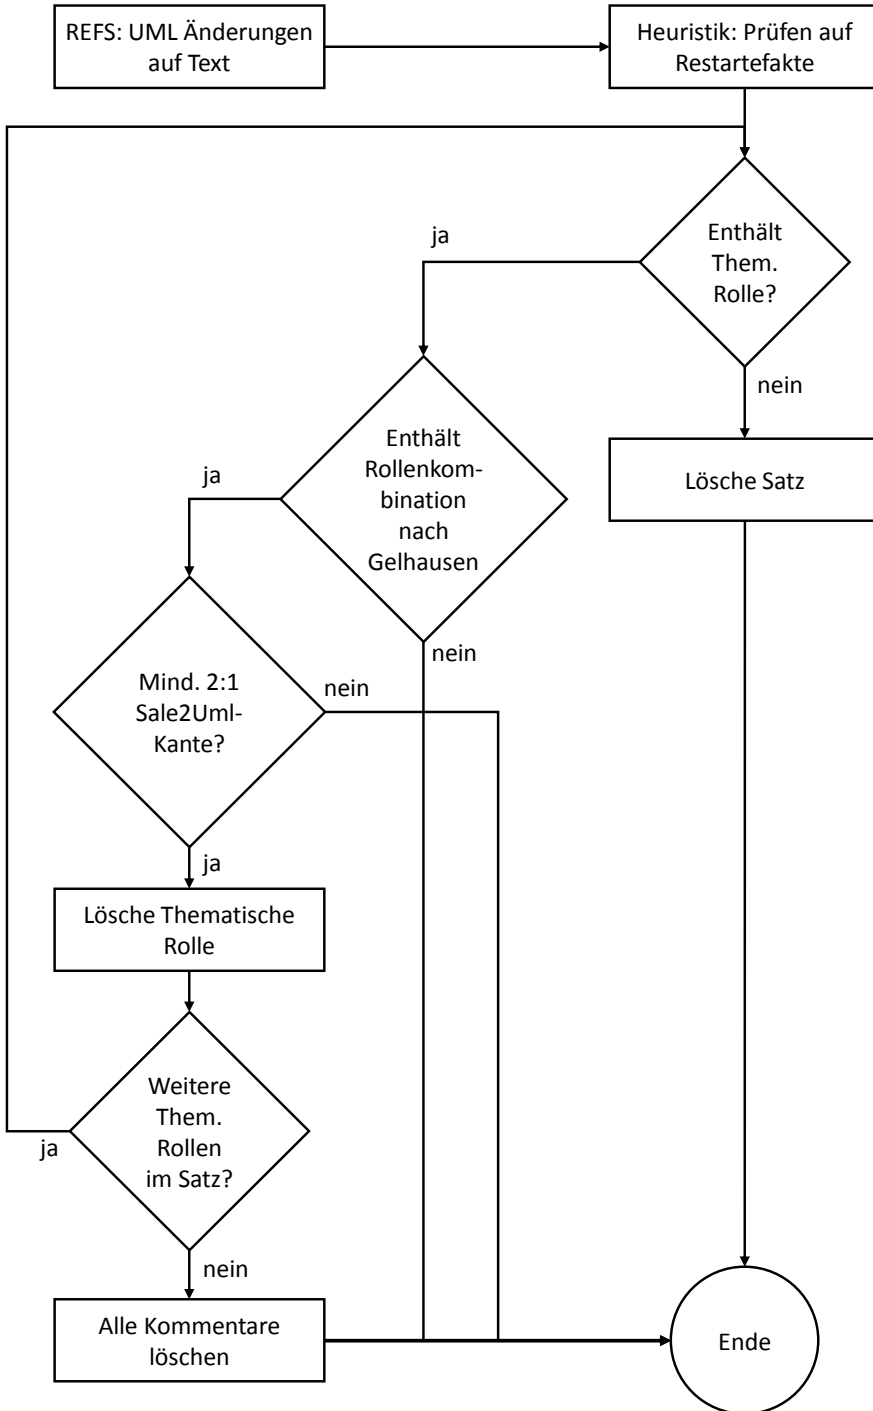 REFS: UML Änderungen
auf Text
Heuristik: Prüfen auf
Restartefakte
Enthält
Them.
Rolle?
ja
nein
Lösche Satz
Enthält
Rollenkom-
bination
nach
Gelhausen
ja
nein
Mind. 2:1
Sale2Uml-
Kante?
nein
ja
Lösche Thematische
Rolle
Weitere
Them.
Rollen
im Satz?
ja
nein
Alle Kommentare
löschen
Ende